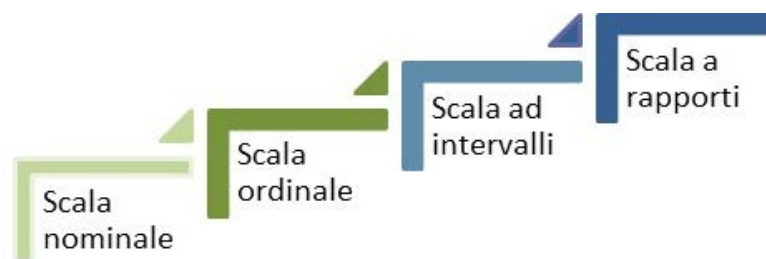 Scala
nominale
Scala
ordinale
Scala ad
intervalli
Scala a
rapporti